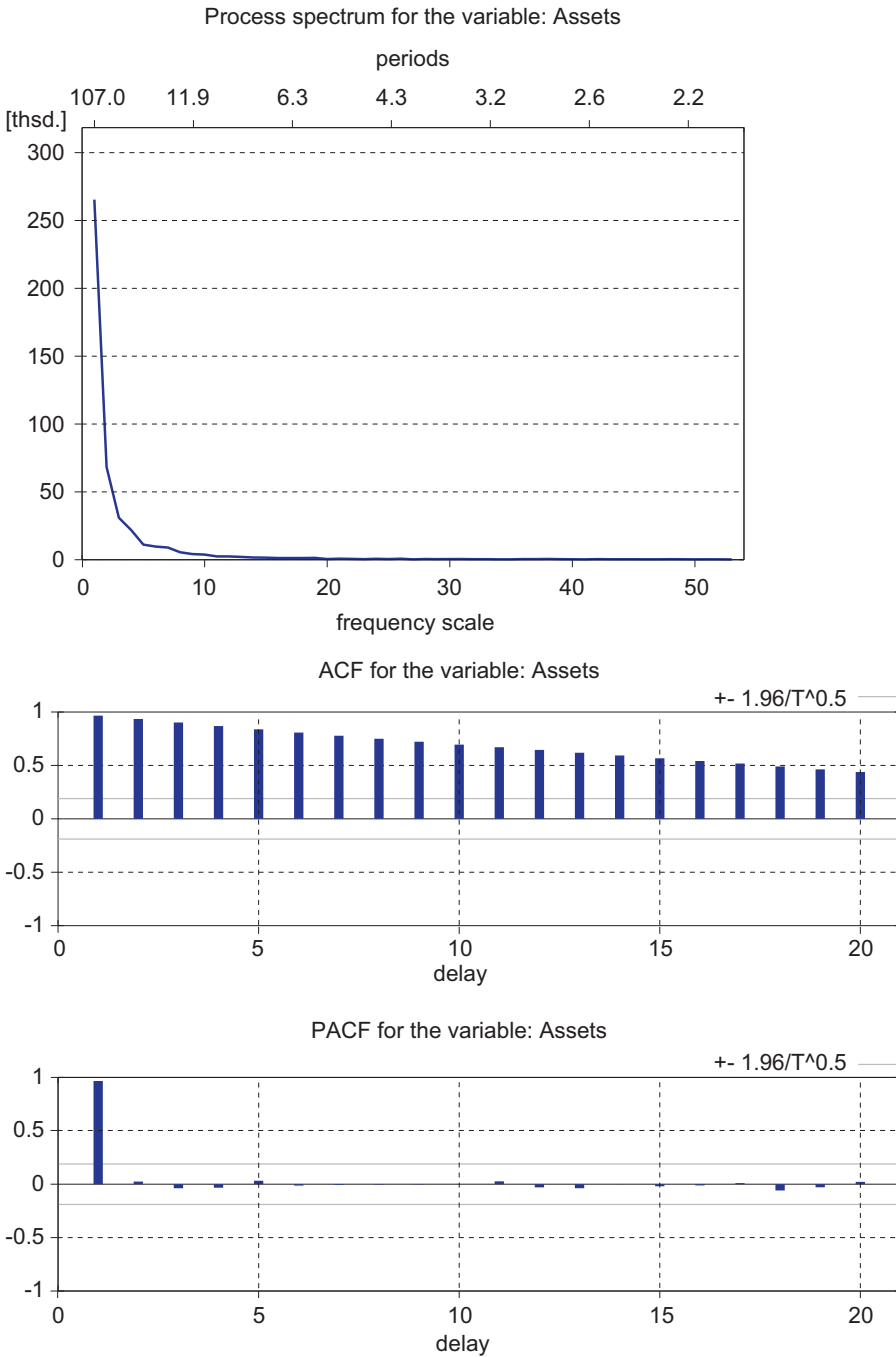 Process spectrum for the variable: Assets
periods
107.0 11.9 6.3 4.3 3.2 2.6 2.2
[thsd.]
300
250
200
150
100
50
0
0 10 20 30 40 50
frequency scale
ACF for the variable: Assets
+- 1.96/T^0.5
1
0.5
0
-0.5
-1
0 5 10 15 20
delay
PACF for the variable: Assets
+- 1.96/T^0.5
1
0.5
0
-0.5
-1
0 5 10 15 20
delay